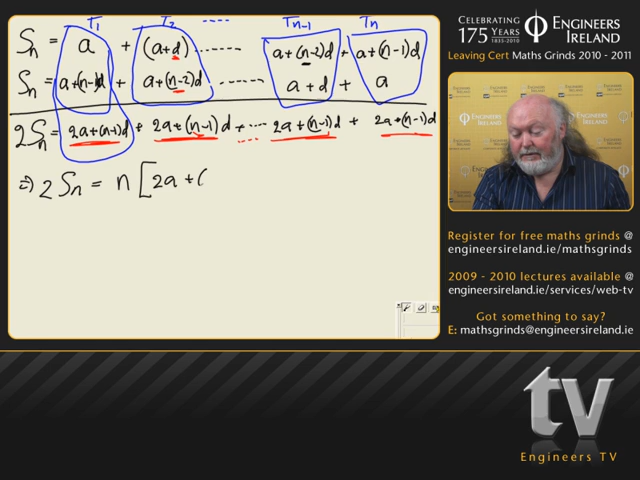 T₁ T₂ ..... Tₙ₋₁ Tₙ
Sₙ = a + (a+d) ........ a+(n-2)d + a+(n-1)d
Sₙ = a+(n-1)d + a+(n-2)d ...... a+d + a
2Sₙ = 2a+(n-1)d + 2a+(n-1)d + .... 2a+(n-1)d + 2a+(n-1)d
⇒) 2Sₙ = n[2a+(
CELEBRATING
175 YEARS 1835-2010
ENGINEERS
IRELAND
Leaving Cert Maths Grinds 2010 - 2011
Register for free maths grinds @
engineersireland.ie/mathsgrinds
2009 - 2010 lectures available @
engineersireland.ie/services/web-tv
Got something to say?
E: mathsgrinds@engineersireland.ie
tv
Engineers TV